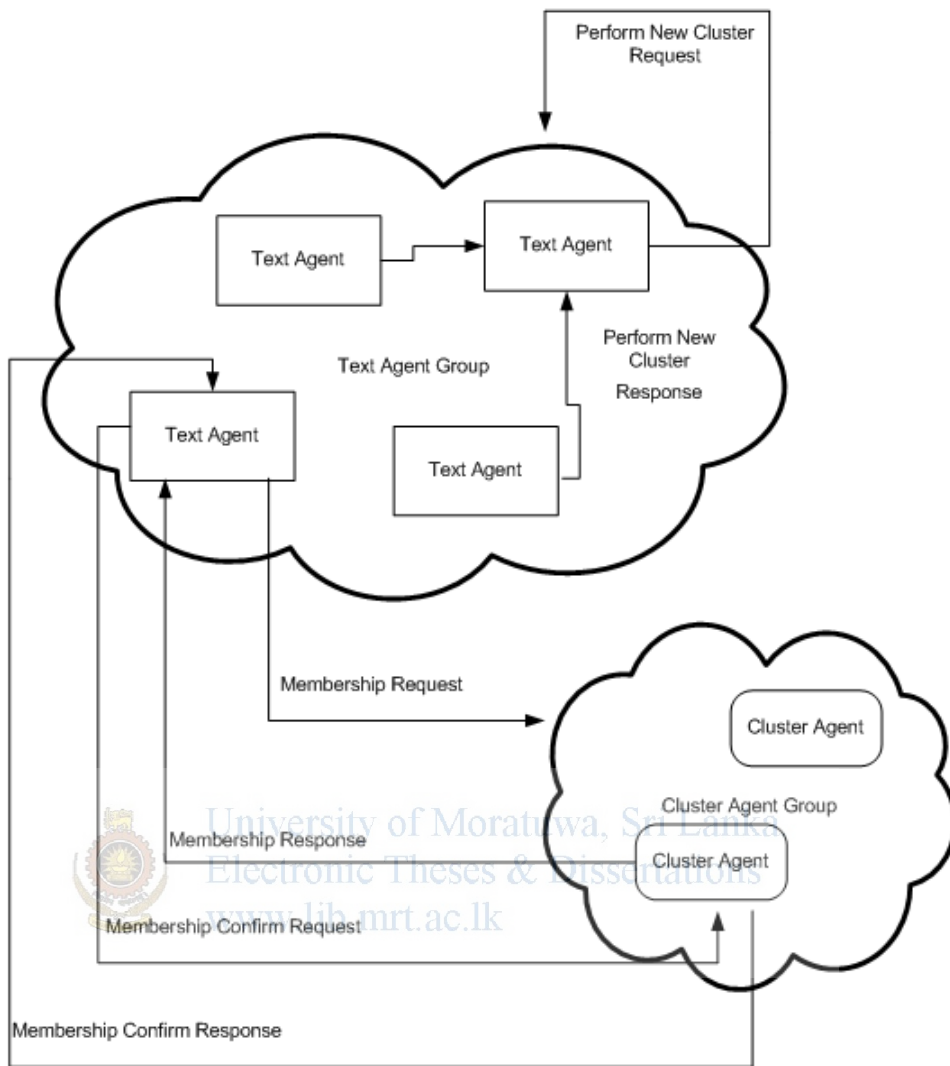 Perform New Cluster
Request
Text Agent
Text Agent
Text Agent Group
Perform New
Cluster
Response
Text Agent
Text Agent
Membership Request
Cluster Agent
Cluster Agent Group
University of Moratuwa, Sri Lanka
Membership Response
Cluster Agent
Electronic Theses & Dissertations
www.lib.mrt.ac.lk
Membership Confirm Request
Membership Confirm Response